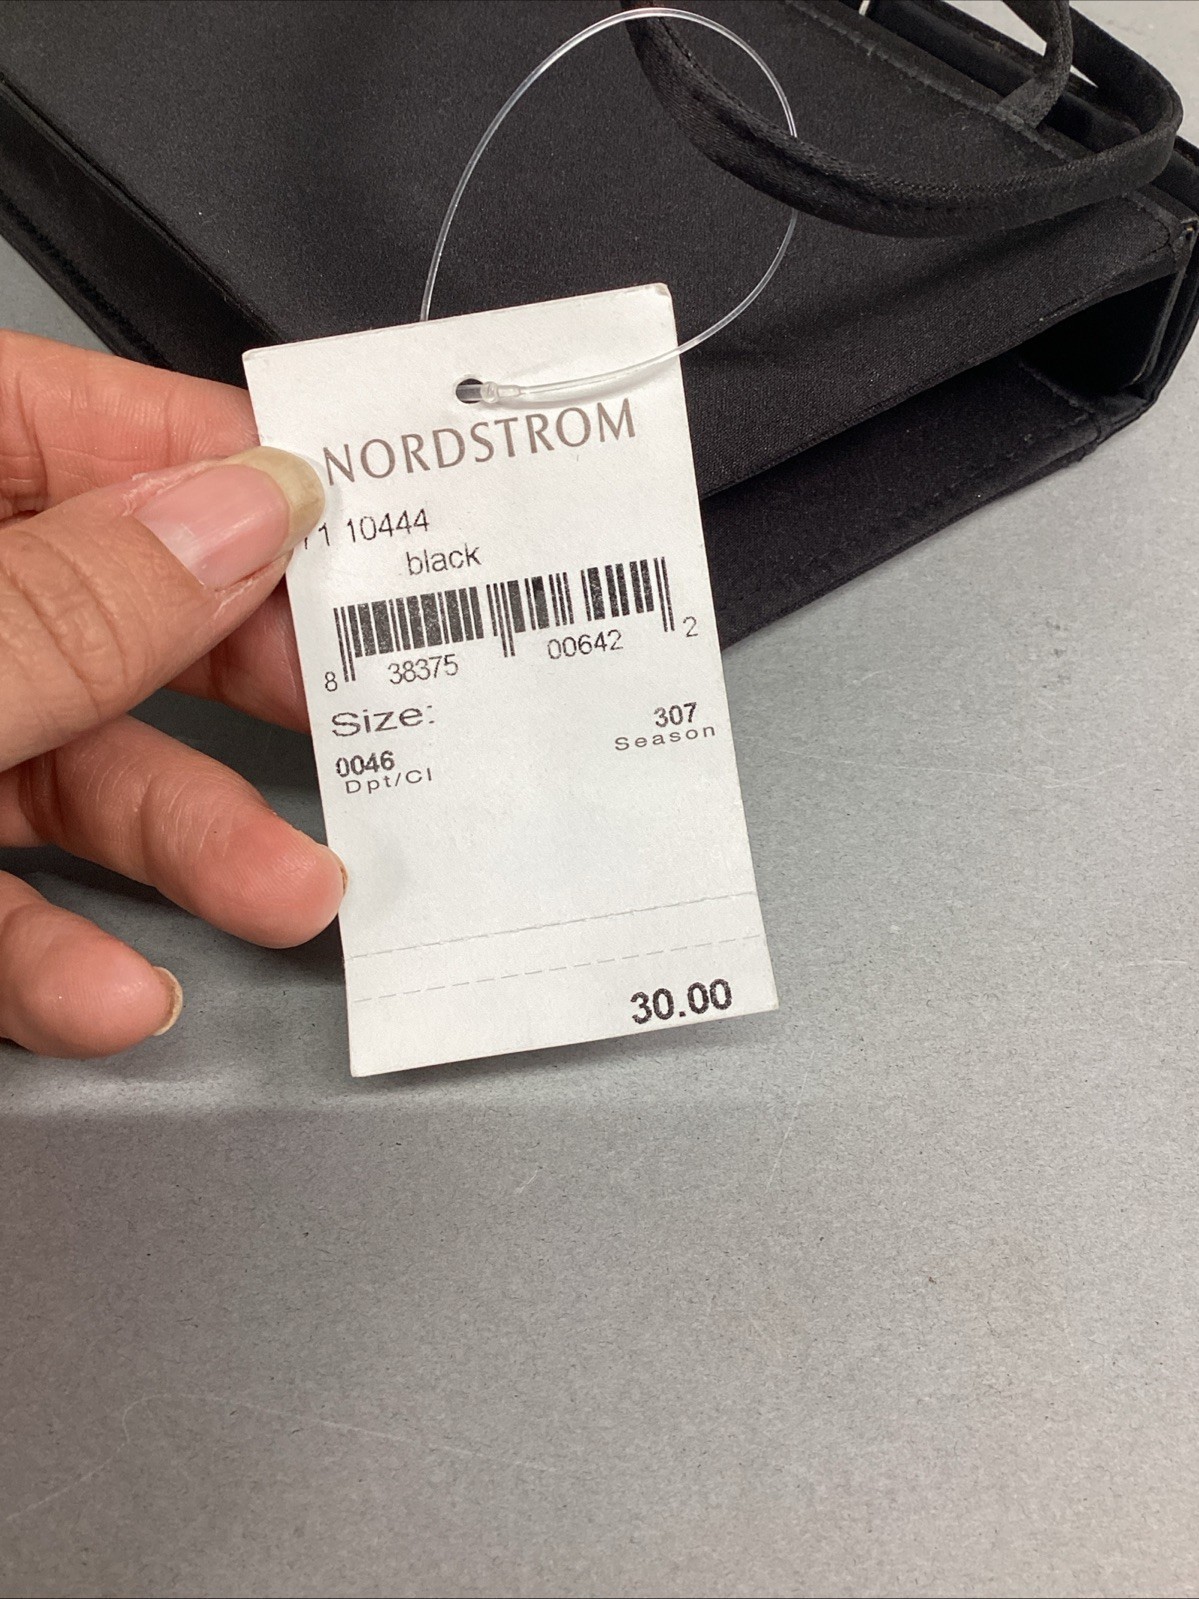 NORDSTROM
10444
black
8 38375 00642 2
Size:
307
Season
0046
Dpt/Cl
30.00